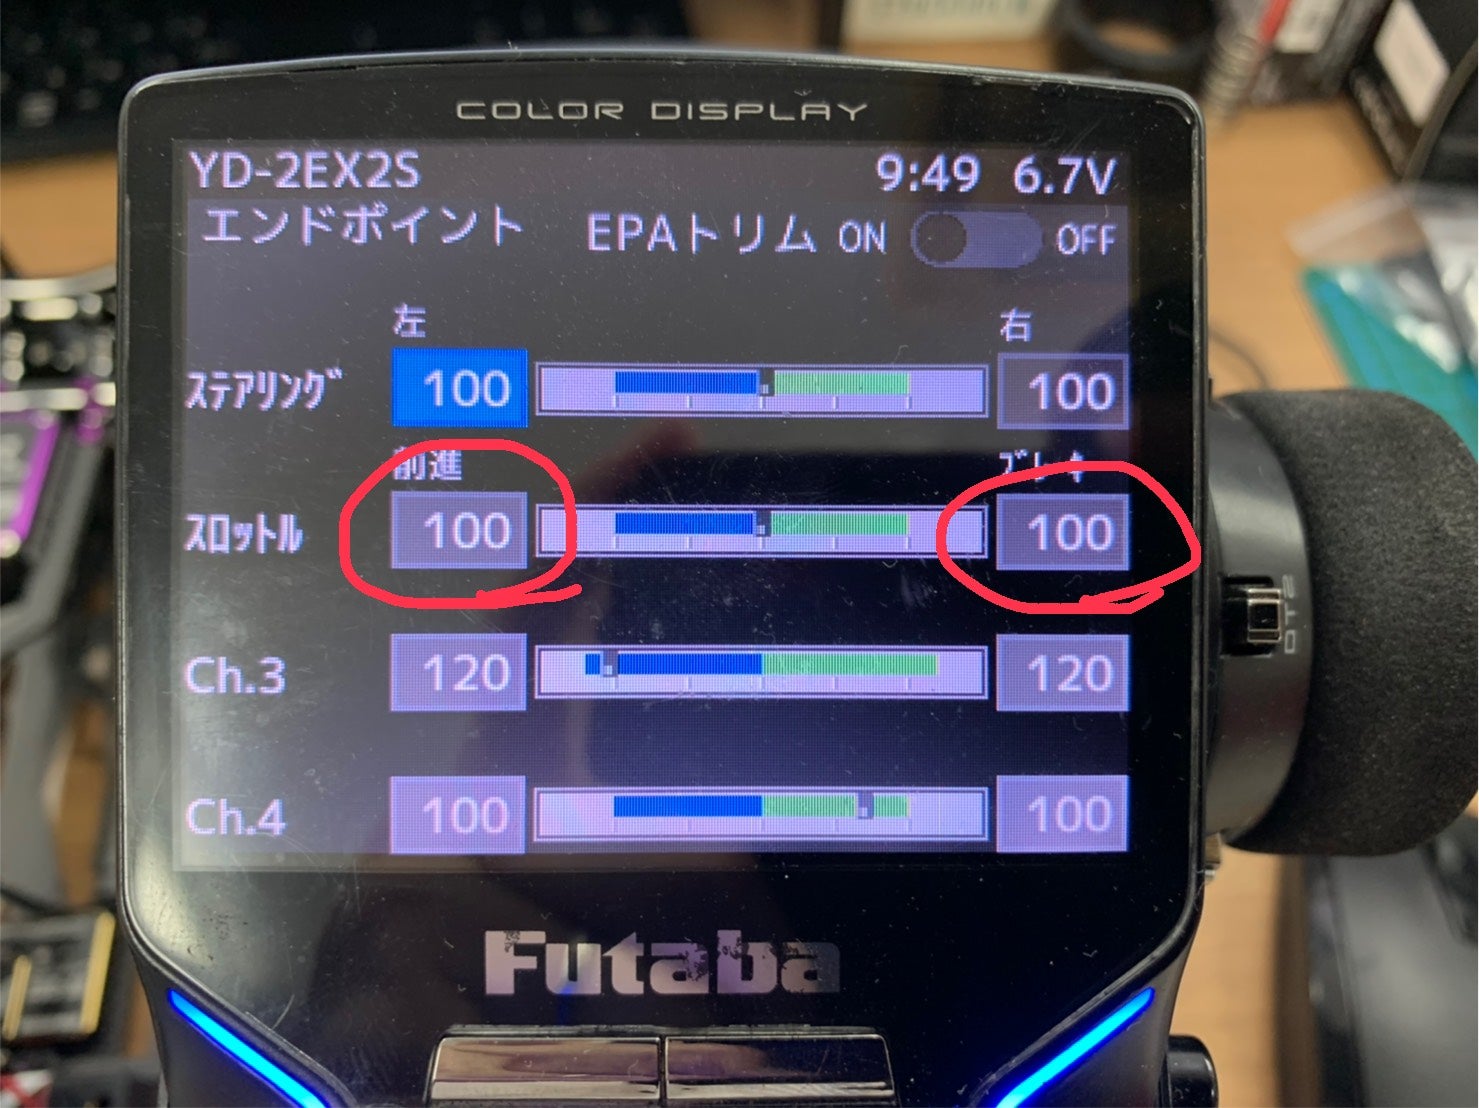 COLOR DISPLAY
YD-2EX2S 9:49 6.7V
エンドポイント EPAトリム ON OFF
左 右
ｽﾃｱﾘﾝｸﾞ 100 100
前進 ﾌﾞﾚｰｷ
ｽﾛｯﾄﾙ 100 100
Ch.3 120 120
Ch.4 100 100
Futaba
DT2